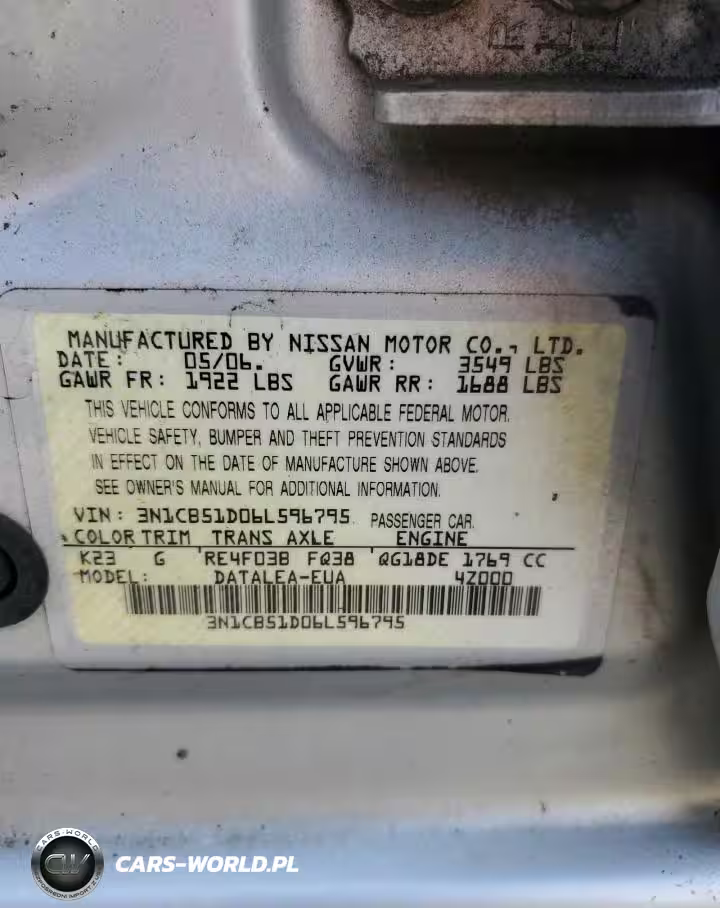 MANUFACTURED BY NISSAN MOTOR CO., LTD.
DATE: 05/06. GVWR: 3549 LBS
GAWR FR: 1922 LBS GAWR RR: 1688 LBS
THIS VEHICLE CONFORMS TO ALL APPLICABLE FEDERAL MOTOR.
VEHICLE SAFETY, BUMPER AND THEFT PREVENTION STANDARDS
IN EFFECT ON THE DATE OF MANUFACTURE SHOWN ABOVE.
SEE OWNER'S MANUAL FOR ADDITIONAL INFORMATION.
VIN: 3N1CB51D06L596795. PASSENGER CAR.
COLOR TRIM TRANS AXLE ENGINE
K23 G RE4F03B FQ38 QG18DE 1769 CC
MODEL: DATALEA-EUA 4Z000
3N1CB51D06L596795
CARS-WORLD
CW
CARS-WORLD.PL